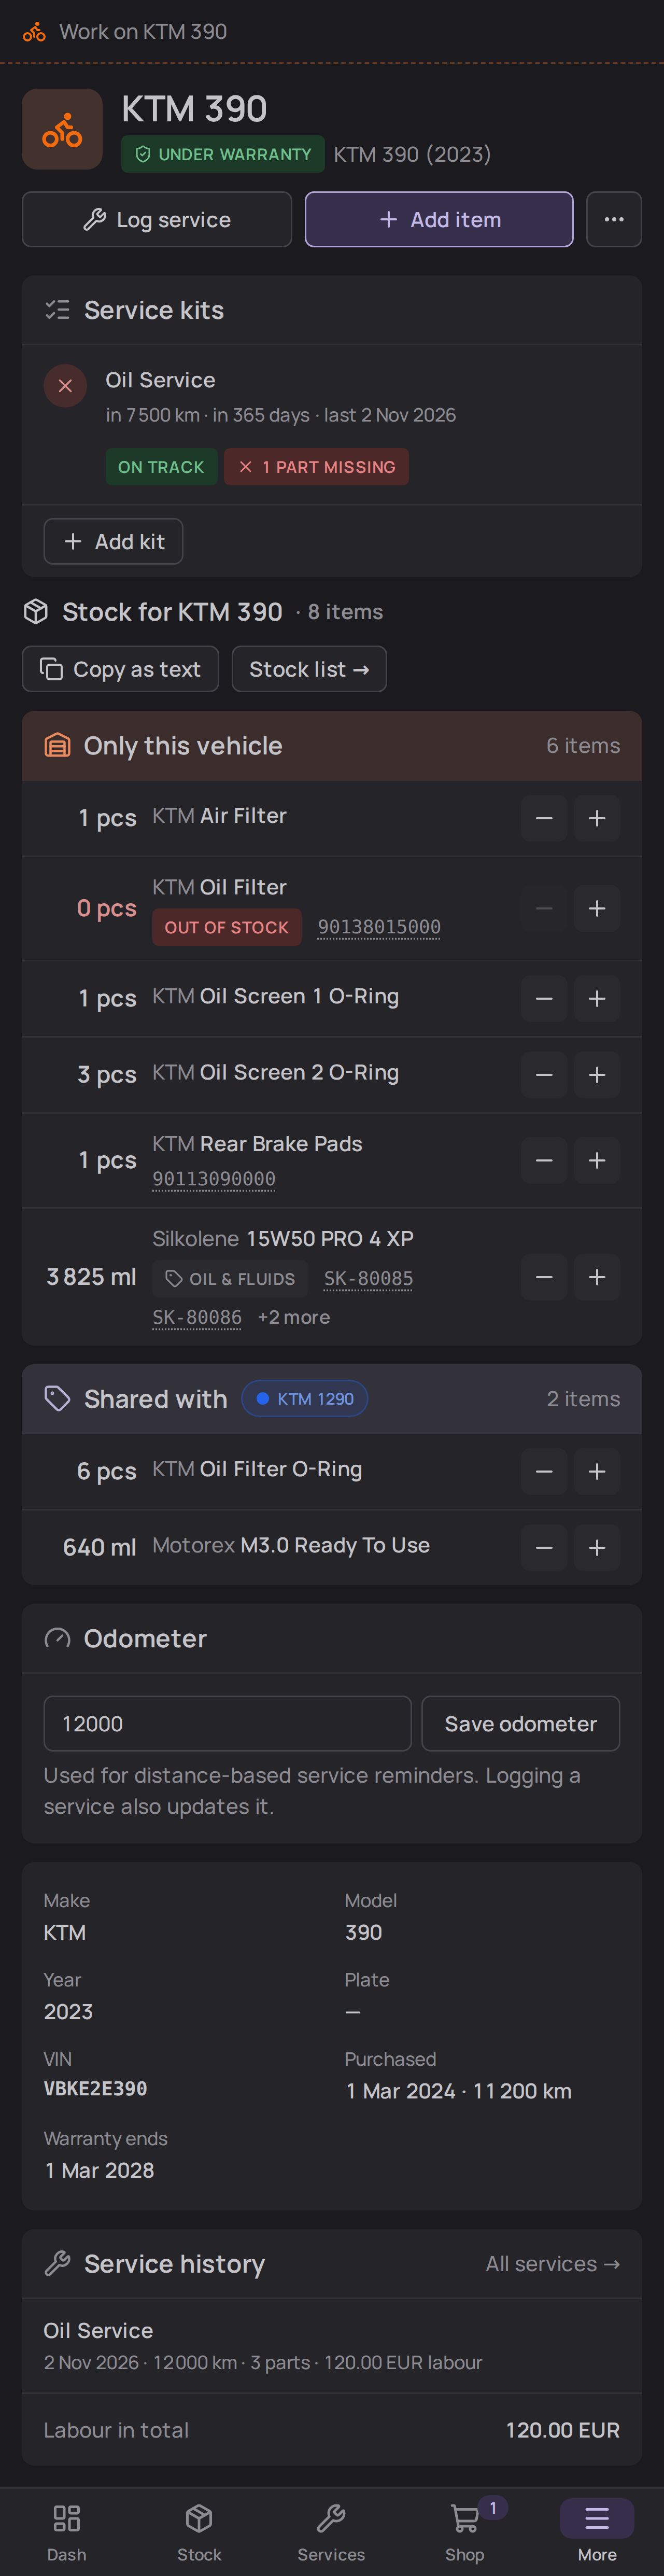 Work on KTM 390
KTM 390
UNDER WARRANTY KTM 390 (2023)
Log service
+ Add item
...
Service kits
Oil Service
in 7 500 km · in 365 days · last 2 Nov 2026
ON TRACK
× 1 PART MISSING
+ Add kit
Stock for KTM 390 · 8 items
Copy as text
Stock list →
Only this vehicle 6 items
1 pcs KTM Air Filter − +
0 pcs KTM Oil Filter − +
OUT OF STOCK 90138015000
1 pcs KTM Oil Screen 1 O-Ring − +
3 pcs KTM Oil Screen 2 O-Ring − +
1 pcs KTM Rear Brake Pads − +
90113090000
3 825 ml Silkolene 15W50 PRO 4 XP − +
OIL & FLUIDS SK-80085
SK-80086 +2 more
Shared with KTM 1290 2 items
6 pcs KTM Oil Filter O-Ring − +
640 ml Motorex M3.0 Ready To Use − +
Odometer
12000 Save odometer
Used for distance-based service reminders. Logging a
service also updates it.
Make Model
KTM 390
Year Plate
2023 —
VIN Purchased
VBKE2E390 1 Mar 2024 · 11 200 km
Warranty ends
1 Mar 2028
Service history All services →
Oil Service
2 Nov 2026 · 12 000 km · 3 parts · 120.00 EUR labour
Labour in total 120.00 EUR
1
Dash Stock Services Shop More